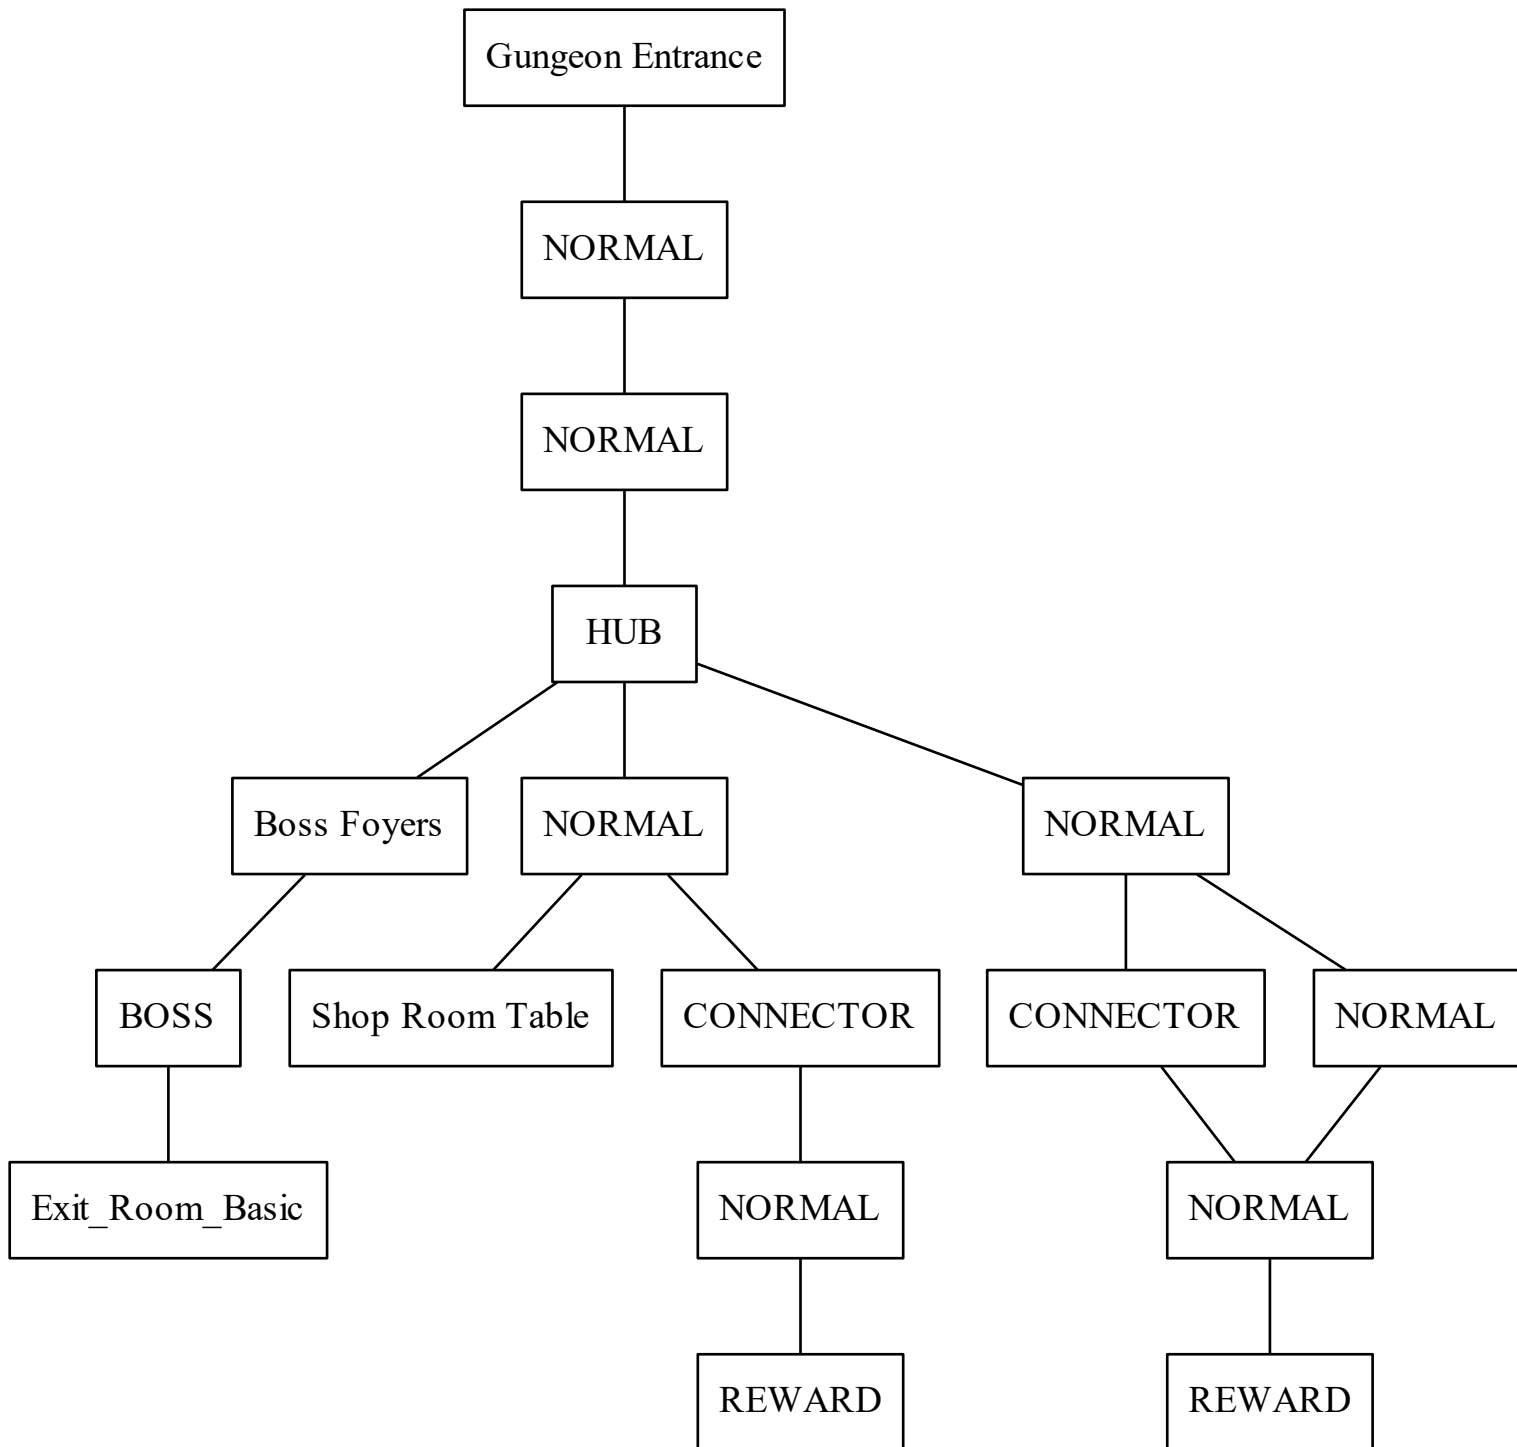 Gungeon Entrance
NORMAL
NORMAL
HUB
Boss Foyers
NORMAL
NORMAL
BOSS
Shop Room Table
CONNECTOR
CONNECTOR
NORMAL
Exit_Room_Basic
NORMAL
NORMAL
REWARD
REWARD